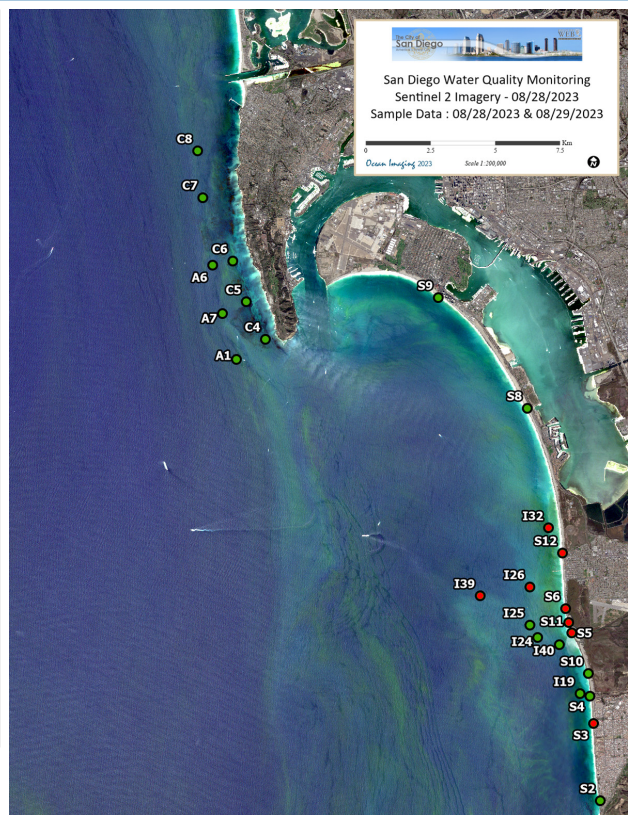 The City of
San Diego
San Diego Water Quality Monitoring
Sentinel 2 Imagery - 08/28/2023
Sample Data : 08/28/2023 & 08/29/2023
Km
0 2.5 5 7.5
Ocean Imaging 2023 Scale 1:200,000
N
C8
C7
C6
A6
S9
C5
A7
C4
A1
S8
I32
S12
I26
I39
S6
S11
I25
S5
I24
I40
S10
I19
S4
S3
S2